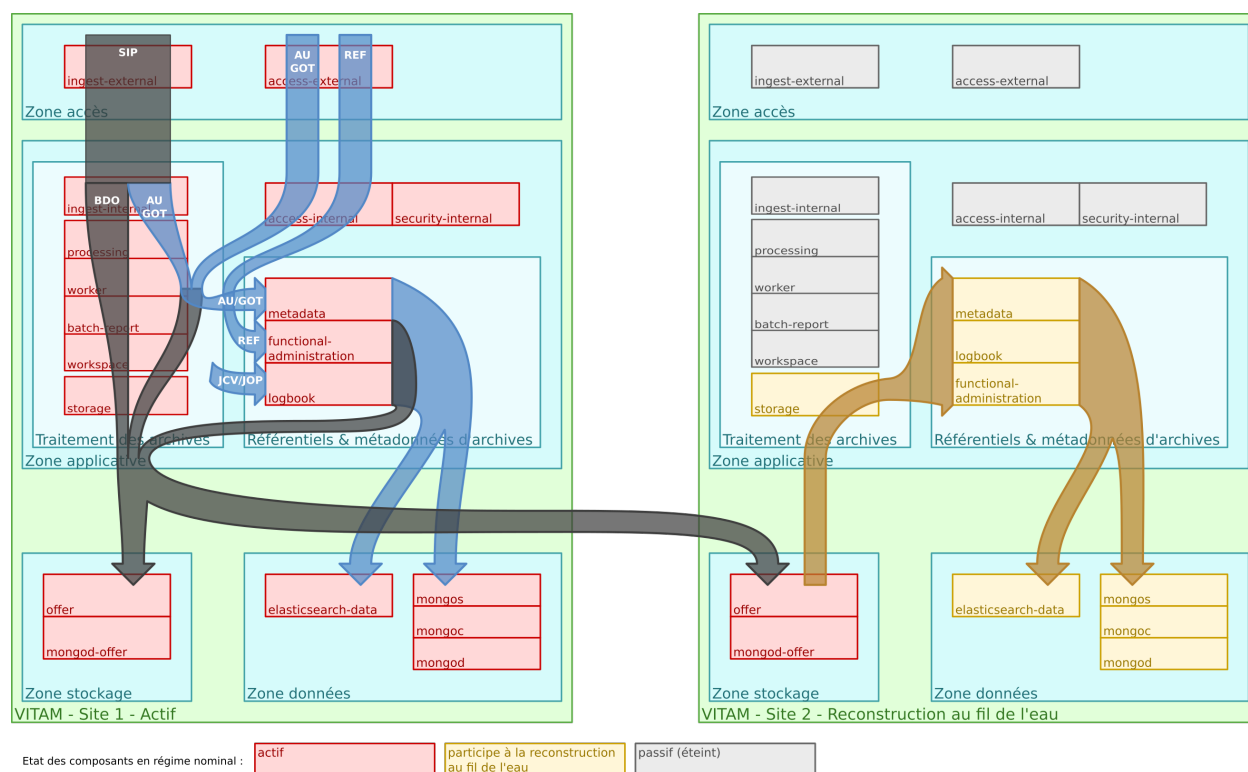 SIP
ingest-external
AU
GOT
REF
access-external
Zone accès
BDO
AU
GOT
ingest-internal
processing
worker
batch-report
workspace
storage
Traitement des archives
access-internal
security-internal
AU/GOT
metadata
REF
functional-
administration
JCV/JOP
logbook
Référentiels & métadonnées d'archives
Zone applicative
offer
mongod-offer
Zone stockage
elasticsearch-data
mongos
mongoc
mongod
Zone données
VITAM - Site 1 - Actif
ingest-external
access-external
Zone accès
ingest-internal
processing
worker
batch-report
workspace
storage
Traitement des archives
access-internal
security-internal
metadata
logbook
functional-
administration
Référentiels & métadonnées d'archives
Zone applicative
offer
mongod-offer
Zone stockage
elasticsearch-data
mongos
mongoc
mongod
Zone données
VITAM - Site 2 - Reconstruction au fil de l'eau
Etat des composants en régime nominal :
actif
participe à la reconstruction
au fil de l'eau
passif (éteint)